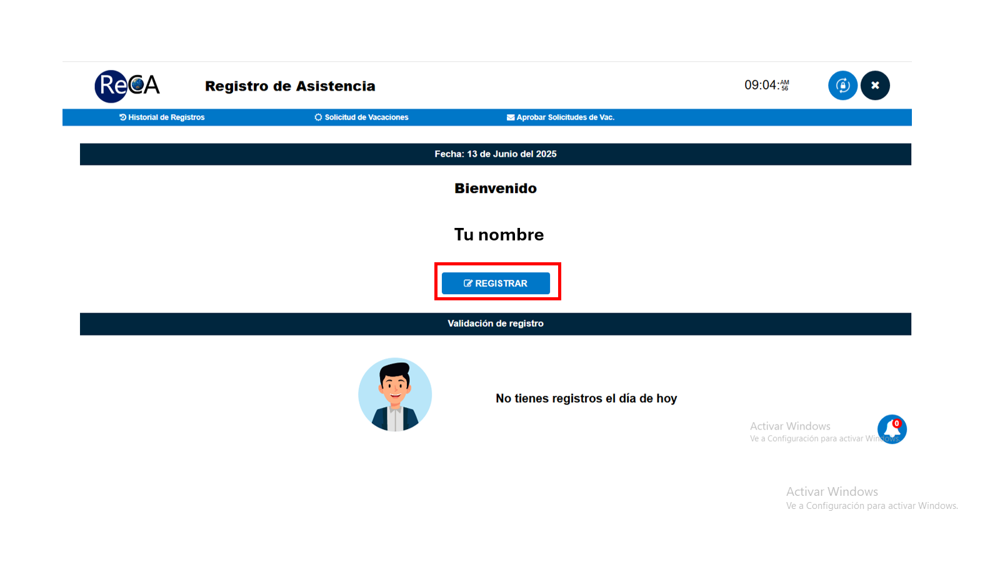 ReCA
Registro de Asistencia
09:04: AM 56
Historial de Registros
Solicitud de Vacaciones
Aprobar Solicitudes de Vac.
Fecha: 13 de Junio del 2025
Bienvenido
Tu nombre
REGISTRAR
Validación de registro
No tienes registros el día de hoy
0
Activar Windows
Ve a Configuración para activar Windows.
Activar Windows
Ve a Configuración para activar Windows.